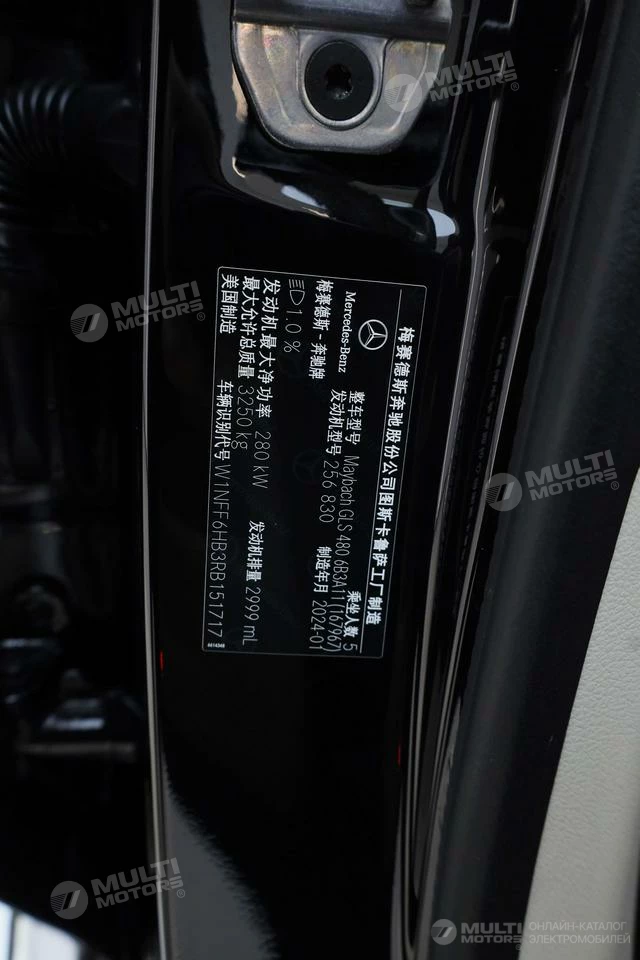 梅赛德斯奔驰股份公司图斯卡鲁萨工厂制造
Mercedes-Benz
整车型号 Maybach GLS 480 6B3A11(167967)
乘坐人数 5
梅赛德斯-奔驰牌
发动机型号 256 830
制造年月 2024-01
1.0 %
发动机最大净功率 280 kW
发动机排量 2999 mL
最大允许总质量 3250 kg
美国制造
车辆识别代号 W1NFF6HB3RB151717
MULTI MOTORS
MULTI MOTORS
MULTI MOTORS
MULTI MOTORS
MULTI MOTORS
ОНЛАЙН-КАТАЛОГ
ЭЛЕКТРОМОБИЛЕЙ